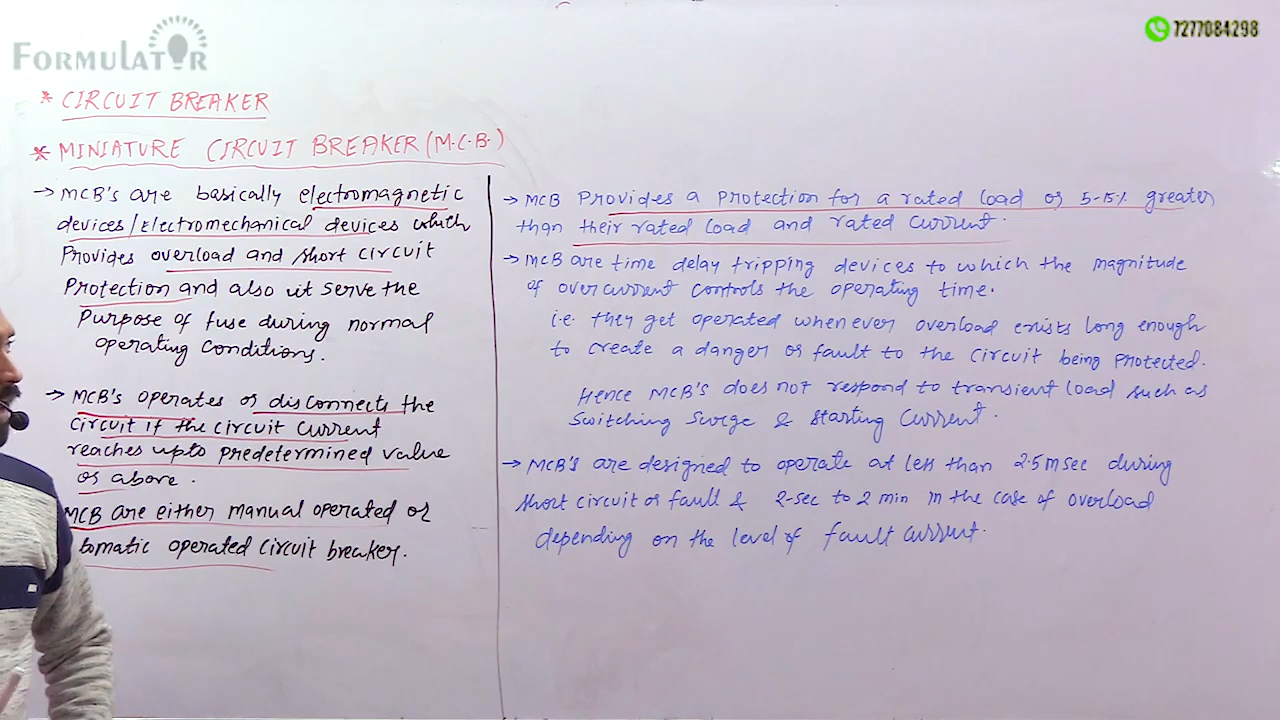 FORMULATOR
7277084298
* CIRCUIT BREAKER
* MINIATURE CIRCUIT BREAKER (M.C.B.)
→ MCB's are basically electromagnetic
devices/Electromechanical devices which
Provides overload and short circuit
Protection and also it serve the
Purpose of fuse during normal
operating Conditions.
→ MCB's operates or disconnects the
circuit if the circuit current
reaches upto predetermined value
or above.
MCB are either manual operated or
tomatic operated circuit breaker.
→ MCB Provides a Protection for a rated load or 5-15% greater
than their rated load and rated current.
→ MCB are time delay tripping devices to which the magnitude
of overcurrent controls the operating time.
i.e. they get operated whenever overload exists long enough
to create a danger or fault to the circuit being protected.
Hence MCB's does not respond to transient load such as
Switching Surge & Starting Current.
→ MCB's are designed to operate at less than 2.5 msec during
short circuit or fault & 2-sec to 2 min in the case of overload
depending on the level of fault current.